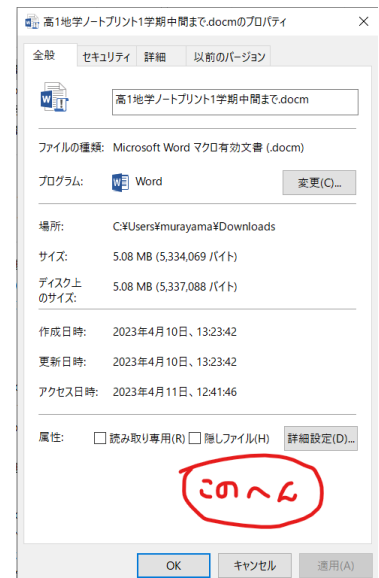 高1地学ノートプリント1学期中間まで.docmのプロパティ
全般 セキュリティ 詳細 以前のバージョン
高1地学ノートプリント1学期中間まで.docm
ファイルの種類: Microsoft Word マクロ有効文書 (.docm)
プログラム: Word 変更(C)...
場所: C:¥Users¥murayama¥Downloads
サイズ: 5.08 MB (5,334,069 バイト)
ディスク上
のサイズ: 5.08 MB (5,337,088 バイト)
作成日時: 2023年4月10日、13:23:42
更新日時: 2023年4月10日、13:23:42
アクセス日時: 2023年4月11日、12:41:46
属性: 読み取り専用(R) 隠しファイル(H) 詳細設定(D)...
このへん
OK キャンセル 適用(A)